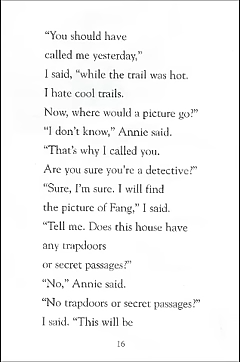 “You should have
called me yesterday,”
I said, “while the trail was hot.
I hate cool trails.
Now, where would a picture go?”
“I don’t know,” Annie said.
“That’s why I called you.
Are you sure you’re a detective?”
“Sure, I’m sure. I will find
the picture of Fang,” I said.
“Tell me. Does this house have
any trapdoors
or secret passages?”
“No,” Annie said.
“No trapdoors or secret passages?”
I said. “This will be
16